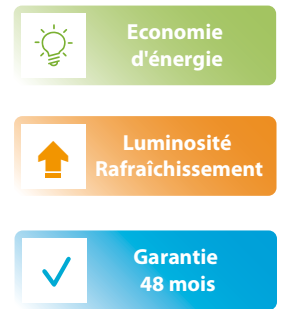 Economie
d'énergie
Luminosité
Rafraîchissement
Garantie
48 mois